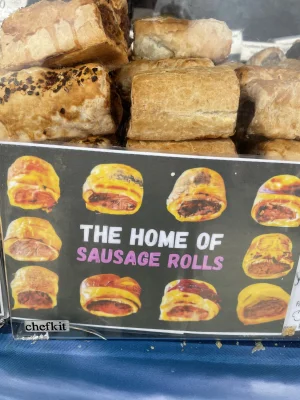 THE HOME OF
SAUSAGE ROLLS
chefkit